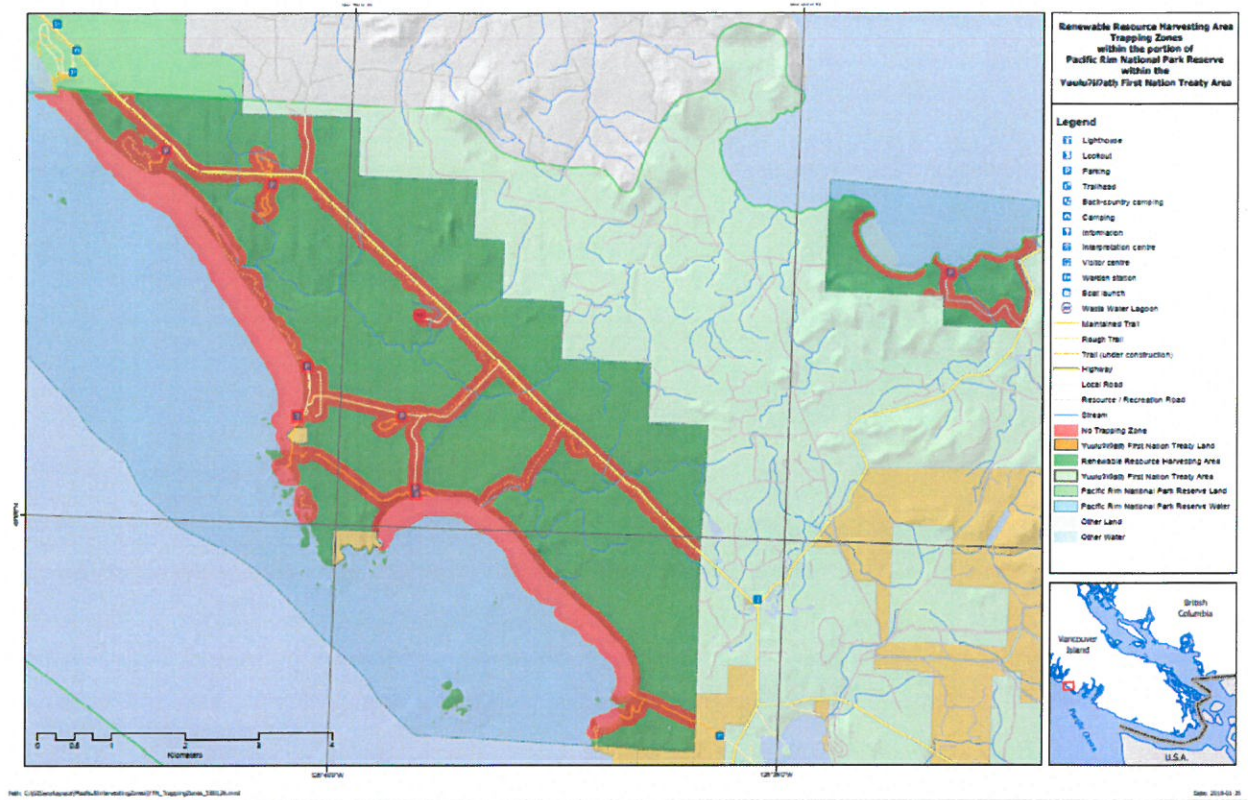 Renewable Resource Harvesting Area
Trapping Zones
within the portion of
Pacific Rim National Park Reserve
within the
Yuułuʔiłʔatḥ First Nation Treaty Area
Legend
Lighthouse
Lookout
Parking
Trailhead
Back-country camping
Camping
Information
Interpretation centre
Visitor centre
Warden station
Boat launch
Waste Water Lagoon
Maintained Trail
Rough Trail
Trail (under construction)
Highway
Local Road
Resource / Recreation Road
Stream
No Trapping Zone
Yuułuʔiłʔatḥ First Nation Treaty Land
Renewable Resource Harvesting Area
Yuułuʔiłʔatḥ First Nation Treaty Area
Pacific Rim National Park Reserve Land
Pacific Rim National Park Reserve Water
Other Land
Other Water
British
Columbia
Vancouver
Island
Pacific Ocean
U.S.A.
0 0.5 1 2 3 4
Kilometers